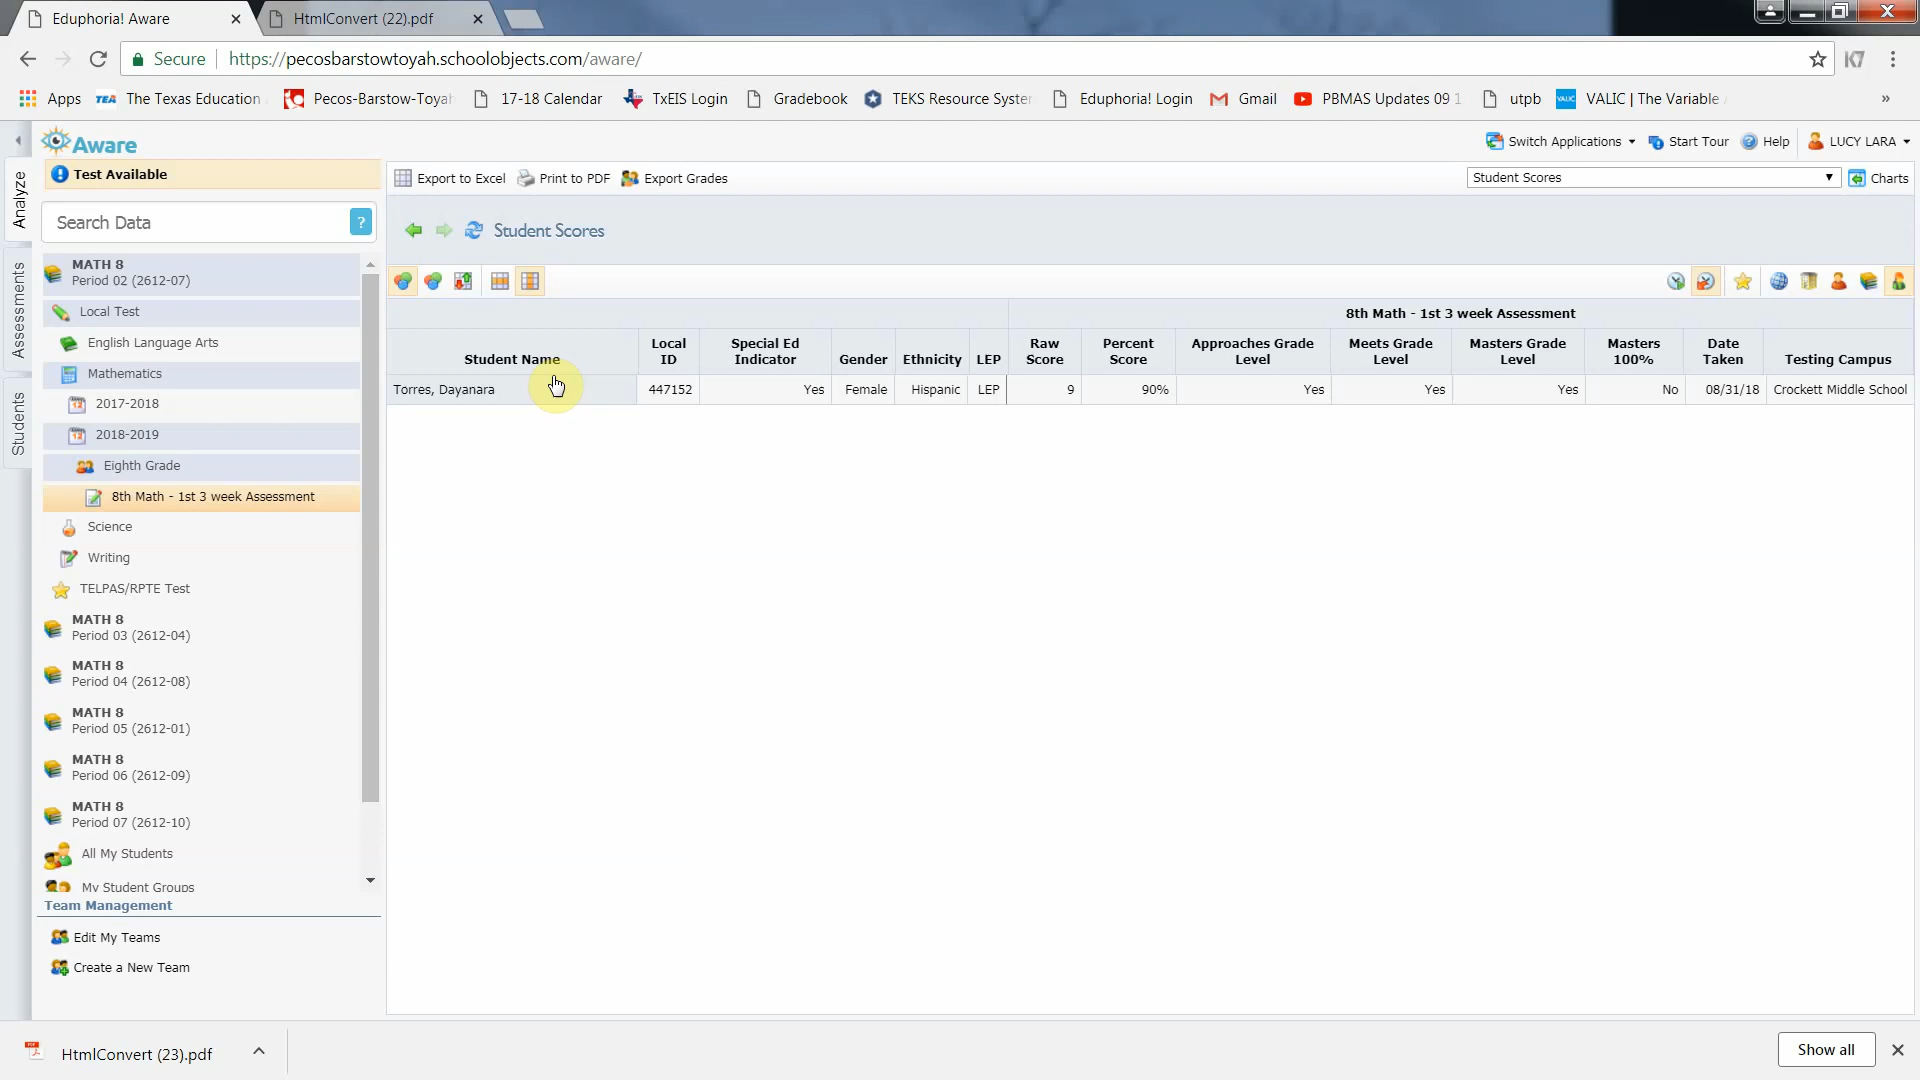 Eduphoria! Aware
HtmlConvert (22).pdf
Secure
https://pecosbarstowtoyah.schoolobjects.com/aware/
Apps
TEA The Texas Education
Pecos-Barstow-Toyah
17-18 Calendar
TxEIS Login
Gradebook
TEKS Resource System
Eduphoria! Login
Gmail
PBMAS Updates 09 1
utpb
VALIC VALIC | The Variable
»
Aware
Switch Applications
Start Tour
Help
LUCY LARA
Analyze
Assessments
Students
Test Available
Search Data ?
MATH 8
Period 02 (2612-07)
Local Test
English Language Arts
Mathematics
12 2017-2018
12 2018-2019
Eighth Grade
8th Math - 1st 3 week Assessment
Science
Writing
TELPAS/RPTE Test
MATH 8
Period 03 (2612-04)
MATH 8
Period 04 (2612-08)
MATH 8
Period 05 (2612-01)
MATH 8
Period 06 (2612-09)
MATH 8
Period 07 (2612-10)
All My Students
My Student Groups
Team Management
Edit My Teams
Create a New Team
Export to Excel
Print to PDF
Export Grades
Student Scores
Charts
Student Scores
8th Math - 1st 3 week Assessment
Student Name
Local ID
Special Ed Indicator
Gender
Ethnicity
LEP
Raw Score
Percent Score
Approaches Grade Level
Meets Grade Level
Masters Grade Level
Masters 100%
Date Taken
Testing Campus
Torres, Dayanara 447152 Yes Female Hispanic LEP 9 90% Yes Yes Yes No 08/31/18 Crockett Middle School
HtmlConvert (23).pdf
Show all